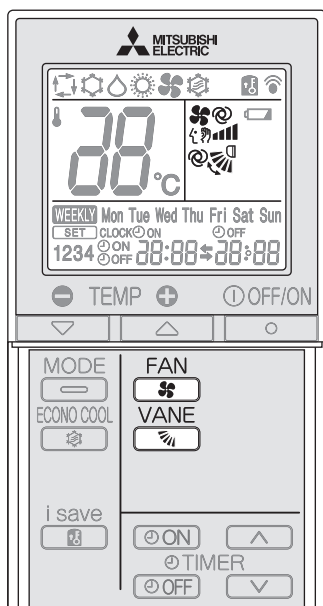 MITSUBISHI
ELECTRIC
88°C
WEEKLY Mon Tue Wed Thu Fri Sat Sun
SET CLOCK ON OFF
1234 ON 88:88 88:88
OFF
TEMP OFF/ON
MODE FAN
ECONO COOL VANE
i save
ON
TIMER
OFF